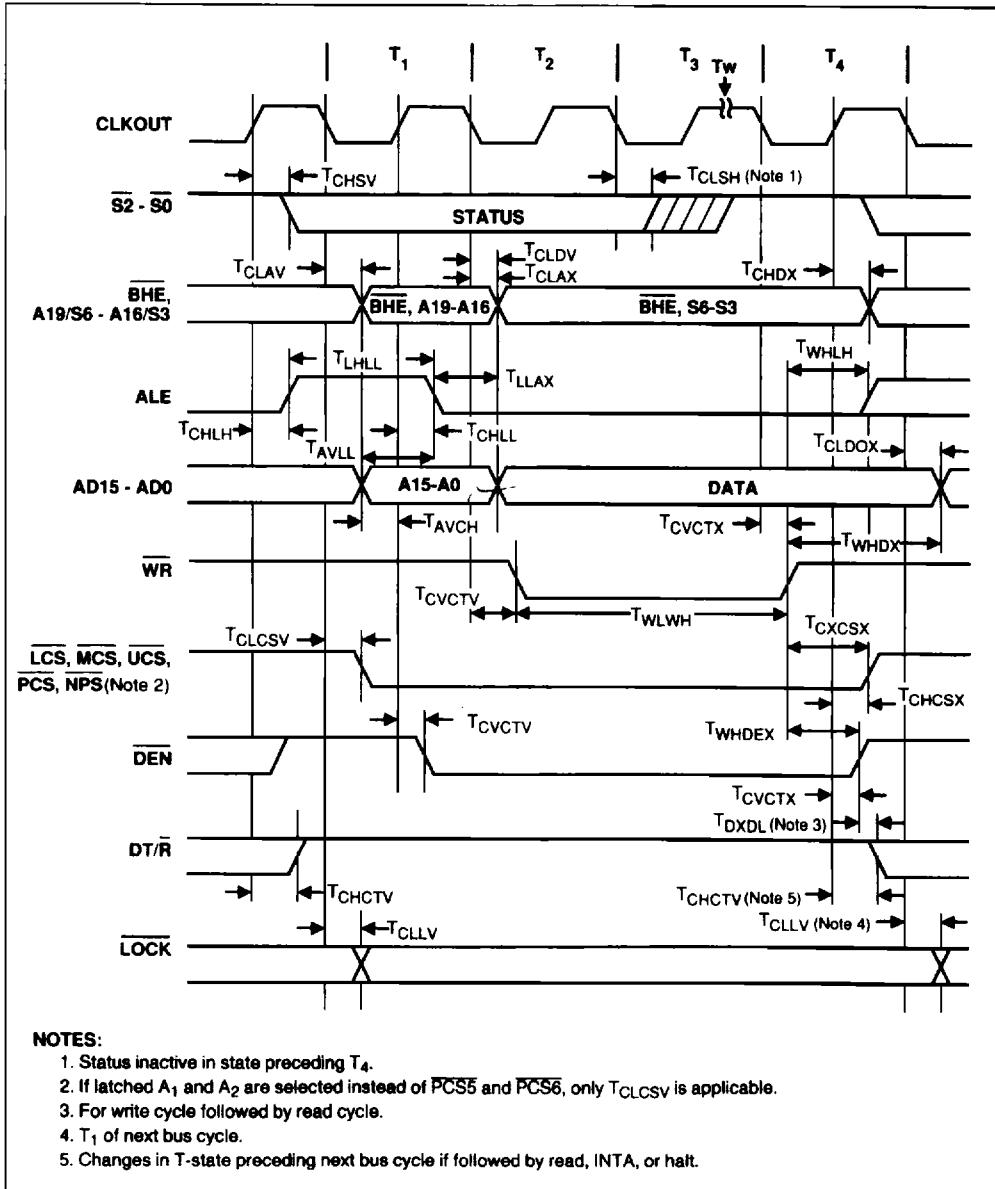 T1 T2 T3 T4
Tw
CLKOUT
TCHSV
TCLSH (Note 1)
S2 - S0
STATUS
TCLDV
TCLAV
TCLAX
TCHDX
BHE,
A19/S6 - A16/S3
BHE, A19-A16
BHE, S6-S3
TLHLL
TWHLH
TLLAX
ALE
TCHLH
TCHLL
TAVLL
TCLDOX
AD15 - AD0
A15-A0
DATA
TAVCH
TCVCTX
TWHDX
WR
TCVCTV
TWLWH
TCLCSV
TCXCSX
LCS, MCS, UCS,
PCS, NPS (Note 2)
TCHCSX
TCVCTV
TWHDEX
DEN
TCVCTX
TDXDL (Note 3)
DT/R
TCHCTV
TCHCTV (Note 5)
TCLLV
TCLLV (Note 4)
LOCK
NOTES:
1. Status inactive in state preceding T4.
2. If latched A1 and A2 are selected instead of PCS5 and PCS6, only TCLCSV is applicable.
3. For write cycle followed by read cycle.
4. T1 of next bus cycle.
5. Changes in T-state preceding next bus cycle if followed by read, INTA, or halt.